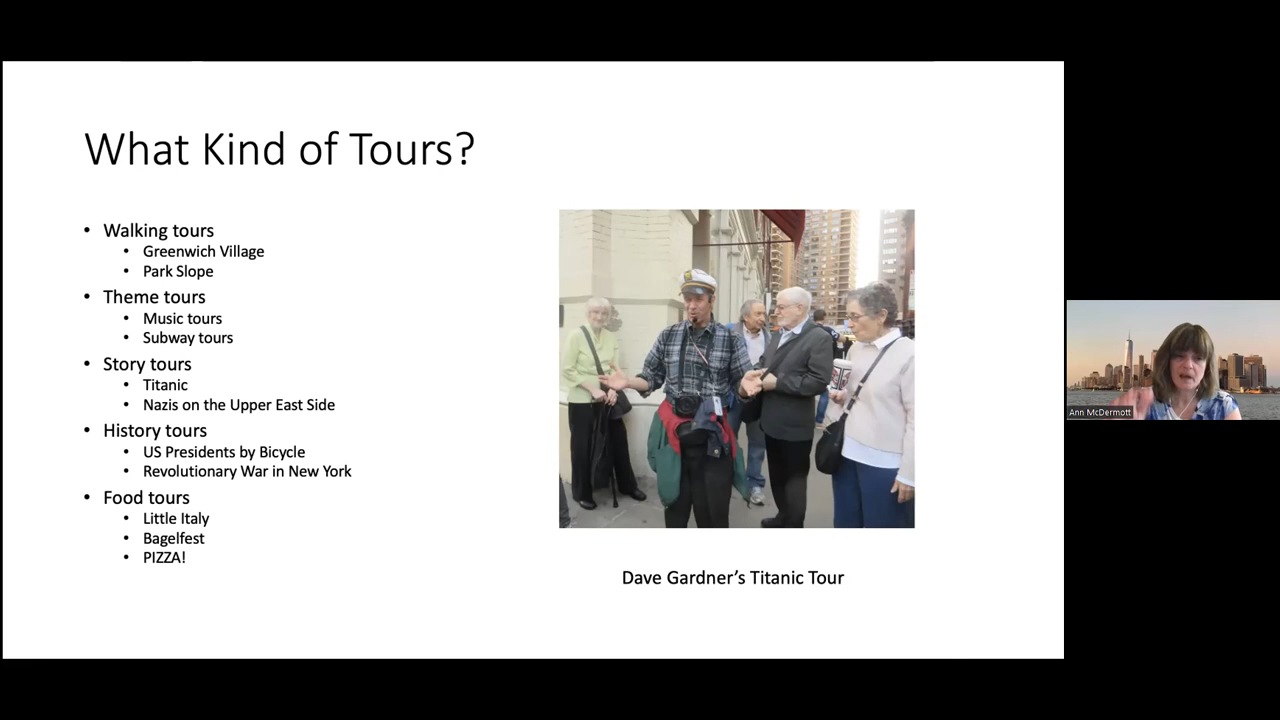 What Kind of Tours?
• Walking tours
• Greenwich Village
• Park Slope
• Theme tours
• Music tours
• Subway tours
• Story tours
• Titanic
• Nazis on the Upper East Side
• History tours
• US Presidents by Bicycle
• Revolutionary War in New York
• Food tours
• Little Italy
• Bagelfest
• PIZZA!
Dave Gardner’s Titanic Tour
Ann McDermott